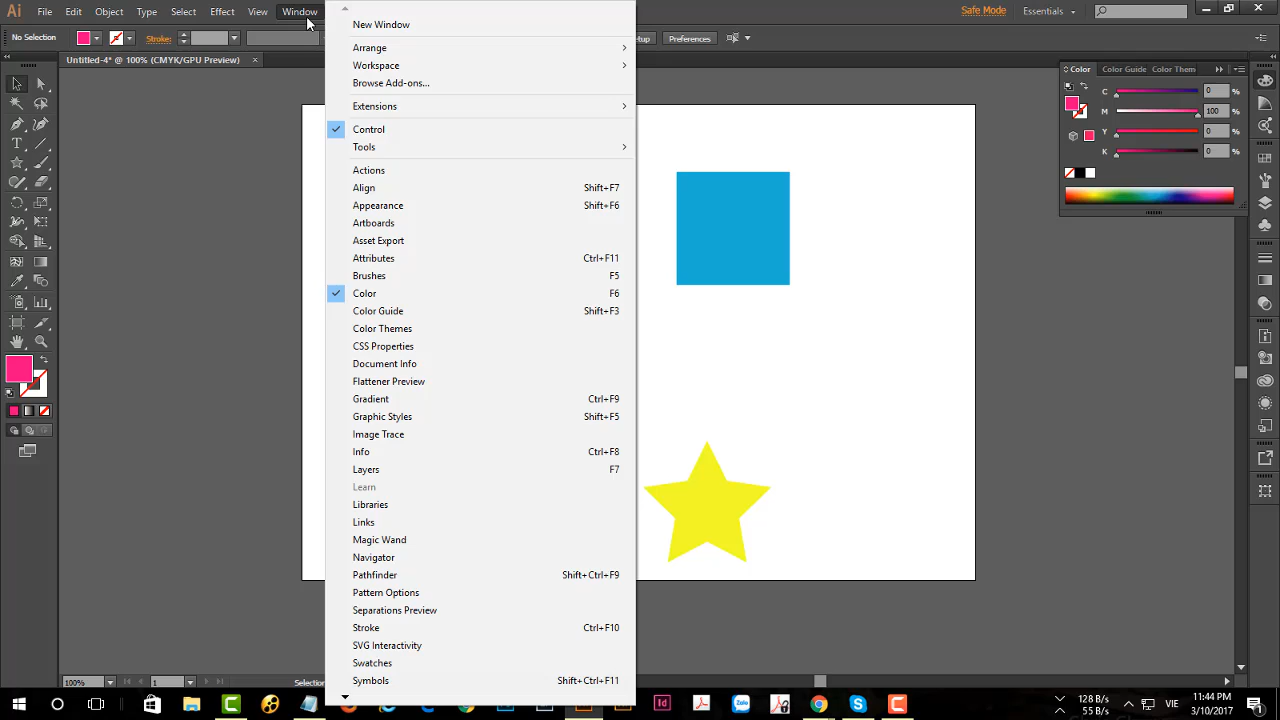 Ai File Edit Object Type Select Effect View Window
Safe Mode Essentials
No Selection Stroke: Preferences
Untitled-4* @ 100% (CMYK/GPU Preview) ×
New Window
Arrange
Workspace
Browse Add-ons...
Extensions
Control
Tools
Actions
Align Shift+F7
Appearance Shift+F6
Artboards
Asset Export
Attributes Ctrl+F11
Brushes F5
Color F6
Color Guide Shift+F3
Color Themes
CSS Properties
Document Info
Flattener Preview
Gradient Ctrl+F9
Graphic Styles Shift+F5
Image Trace
Info Ctrl+F8
Layers F7
Learn
Libraries
Links
Magic Wand
Navigator
Pathfinder Shift+Ctrl+F9
Pattern Options
Separations Preview
Stroke Ctrl+F10
SVG Interactivity
Swatches
Symbols Shift+Ctrl+F11
Color Color Guide Color Them
C 0 %
M 100 %
Y 0 %
K 0 %
100% 1 Selection
Id Zalo
128 B/s
5.5 B/s
VIE
11:44 PM
3/10/2017